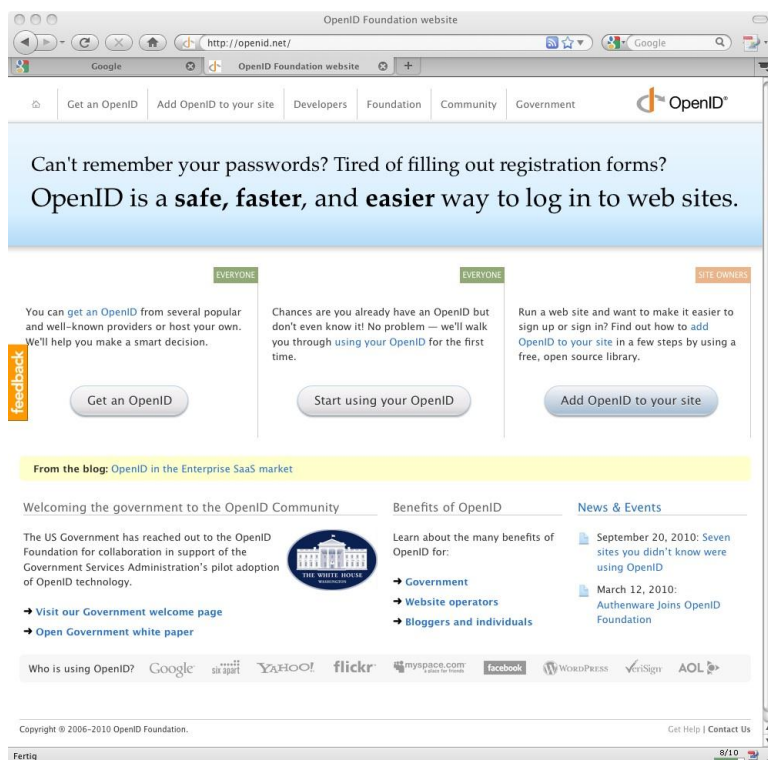 OpenID Foundation website
http://openid.net/
Google
Google
OpenID Foundation website
+
Get an OpenID
Add OpenID to your site
Developers
Foundation
Community
Government
OpenID®
Can't remember your passwords? Tired of filling out registration forms?
OpenID is a safe, faster, and easier way to log in to web sites.
EVERYONE
You can get an OpenID from several popular
and well-known providers or host your own.
We'll help you make a smart decision.
Get an OpenID
EVERYONE
Chances are you already have an OpenID but
don't even know it! No problem — we'll walk
you through using your OpenID for the first
time.
Start using your OpenID
SITE OWNERS
Run a web site and want to make it easier to
sign up or sign in? Find out how to add
OpenID to your site in a few steps by using a
free, open source library.
Add OpenID to your site
feedback
From the blog: OpenID in the Enterprise SaaS market
Welcoming the government to the OpenID Community
The US Government has reached out to the OpenID
Foundation for collaboration in support of the
Government Services Administration's pilot adoption
of OpenID technology.
THE WHITE HOUSE
WASHINGTON
➔ Visit our Government welcome page
➔ Open Government white paper
Benefits of OpenID
Learn about the many benefits of
OpenID for:
➔ Government
➔ Website operators
➔ Bloggers and individuals
News & Events
September 20, 2010: Seven
sites you didn't know were
using OpenID
March 12, 2010:
Authenware Joins OpenID
Foundation
Who is using OpenID?
Google
six apart
YAHOO!
flickr
myspace.com
a place for friends
facebook
WORDPRESS
VeriSign
AOL
Copyright © 2006-2010 OpenID Foundation.
Get Help | Contact Us
Fertig
8/10